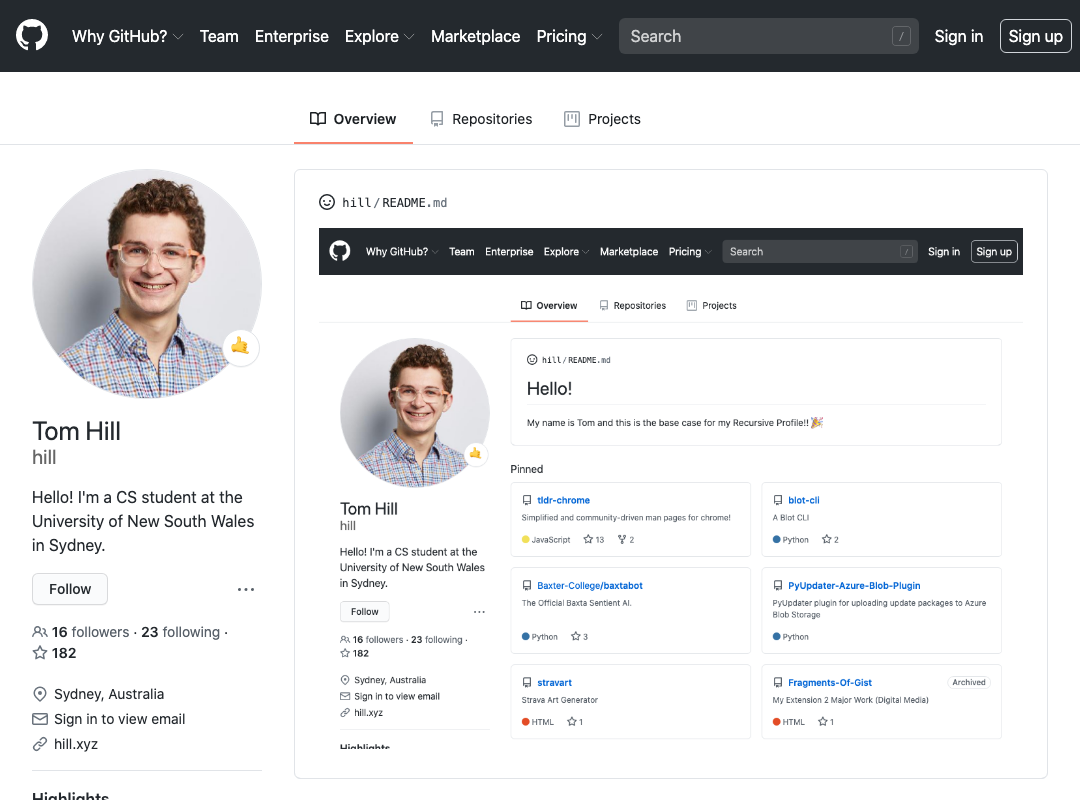 Why GitHub? Team Enterprise Explore Marketplace Pricing Search / Sign in Sign up
Overview Repositories Projects
Tom Hill
hill
Hello! I'm a CS student at the
University of New South Wales
in Sydney.
Follow ...
16 followers · 23 following ·
182
Sydney, Australia
Sign in to view email
hill.xyz
Highlights
hill/README.md
Why GitHub? Team Enterprise Explore Marketplace Pricing Search / Sign in Sign up
Overview Repositories Projects
Tom Hill
hill
Hello! I'm a CS student at the
University of New South Wales
in Sydney.
Follow ...
16 followers · 23 following ·
182
Sydney, Australia
Sign in to view email
hill.xyz
Highlights
hill/README.md
Hello!
My name is Tom and this is the base case for my Recursive Profile!! 🎉
Pinned
tldr-chrome
Simplified and community-driven man pages for chrome!
JavaScript 13 2
blot-cli
A Blot CLI
Python 2
Baxter-College/baxtabot
The Official Baxta Sentient AI.
Python 3
PyUpdater-Azure-Blob-Plugin
PyUpdater plugin for uploading update packages to Azure
Blob Storage
Python
stravart
Strava Art Generator
HTML 1
Fragments-Of-Gist Archived
My Extension 2 Major Work (Digital Media)
HTML 1